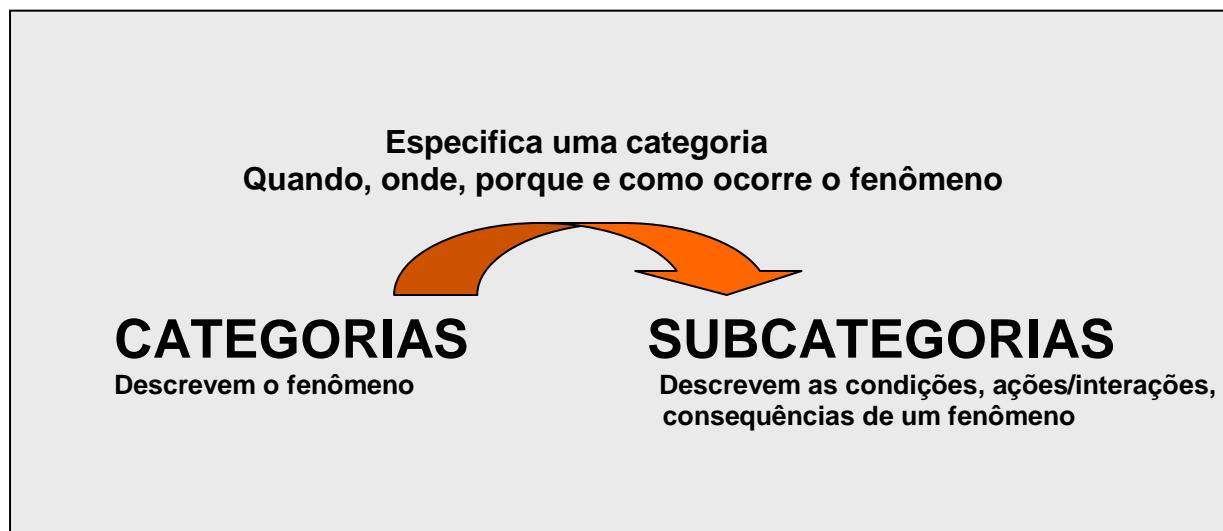 Especifica uma categoria
Quando, onde, porque e como ocorre o fenômeno
CATEGORIAS
Descrevem o fenômeno
SUBCATEGORIAS
Descrevem as condições, ações/interações,
consequências de um fenômeno